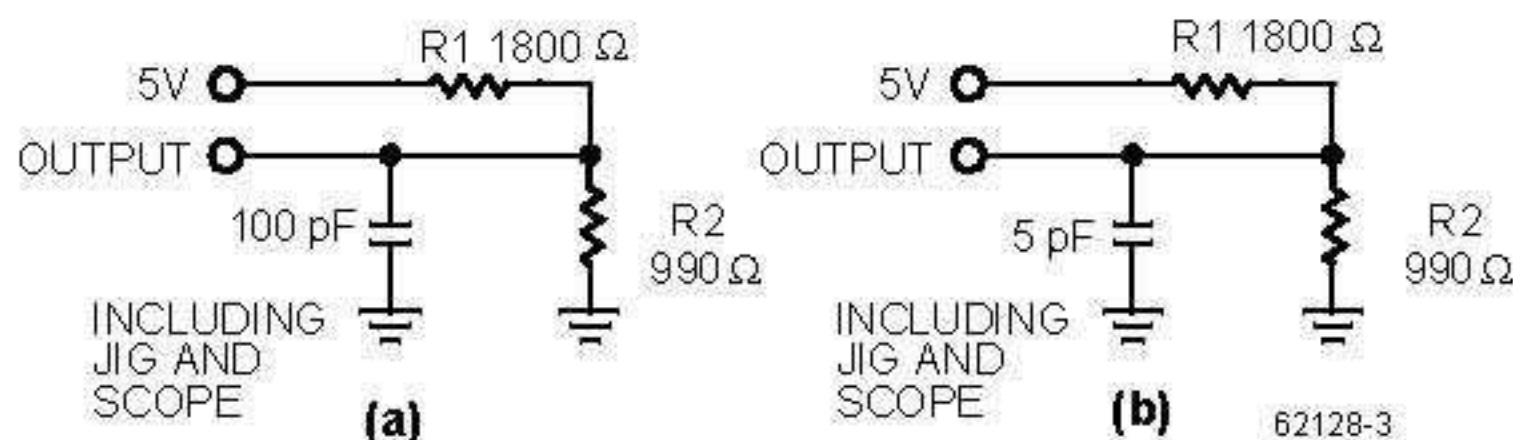 R1 1800 Ω
5V
OUTPUT
100 pF
R2
990 Ω
INCLUDING
JIG AND
SCOPE
(a)
R1 1800 Ω
5V
OUTPUT
5 pF
R2
990 Ω
INCLUDING
JIG AND
SCOPE
(b)
62128-3